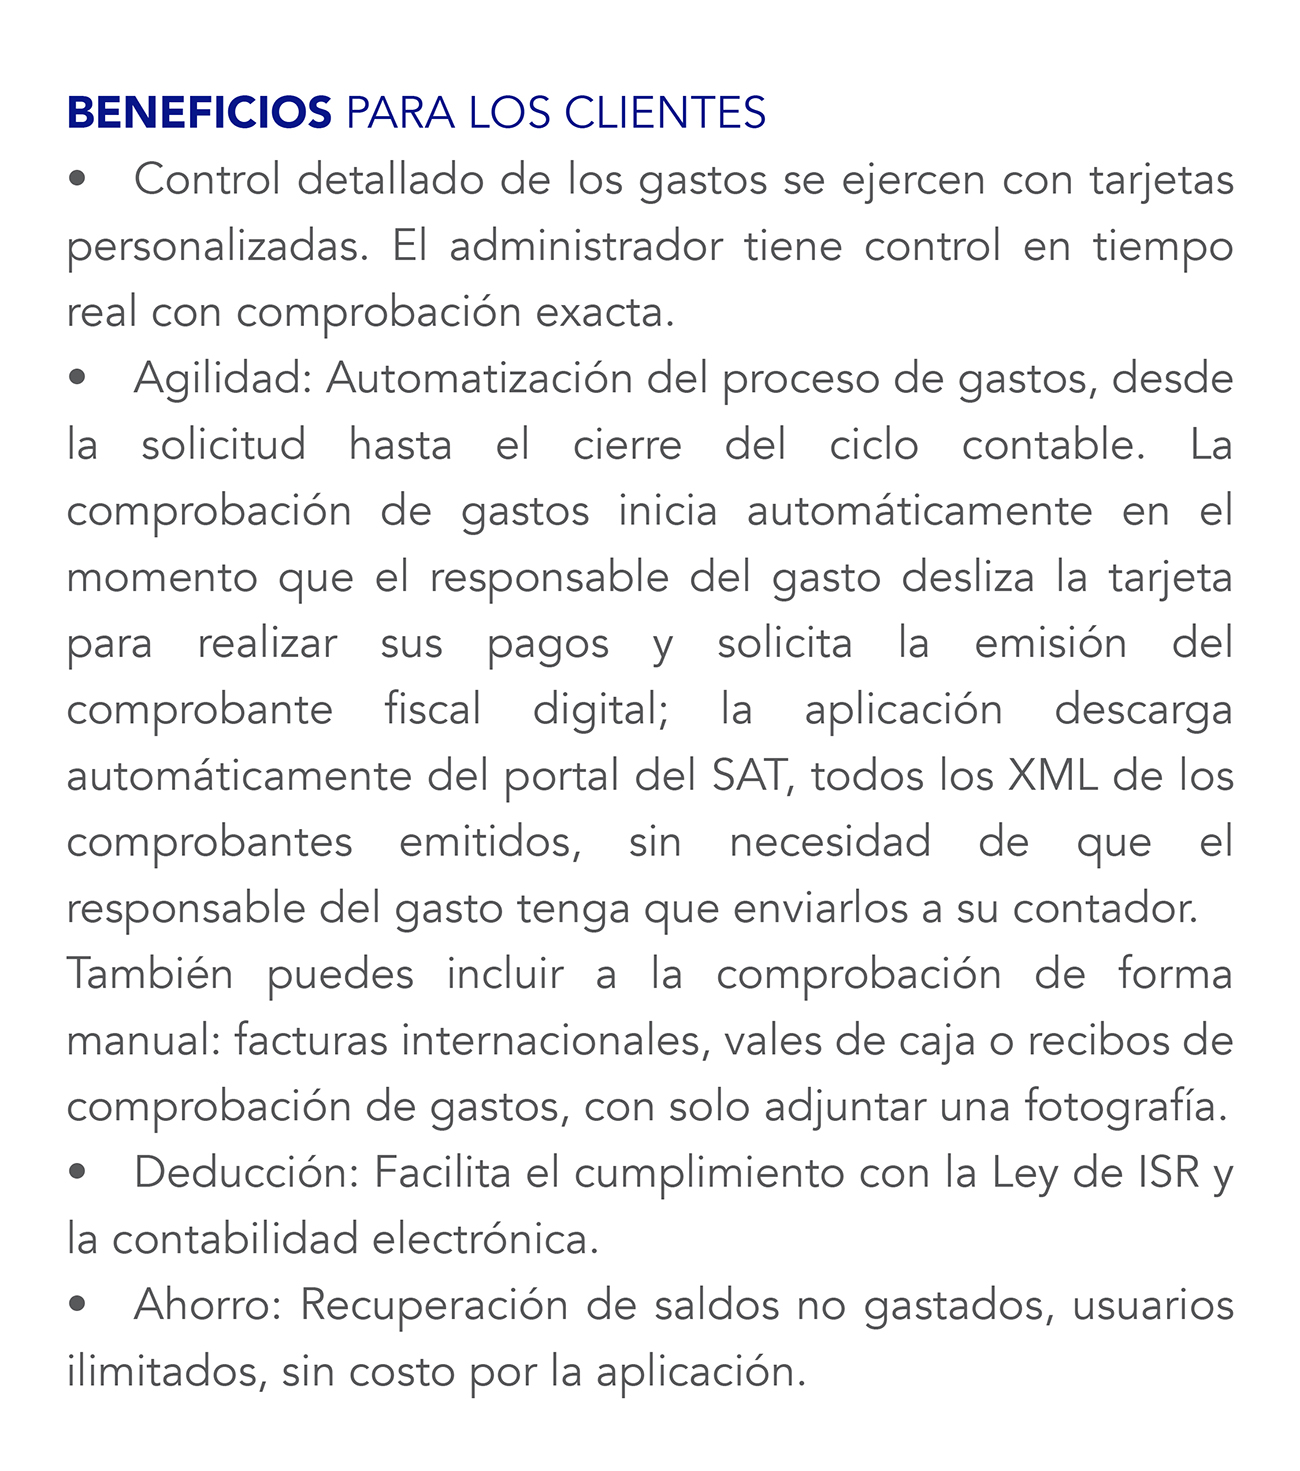 BENEFICIOS PARA LOS CLIENTES
• Control detallado de los gastos se ejercen con tarjetas
personalizadas. El administrador tiene control en tiempo
real con comprobación exacta.
• Agilidad: Automatización del proceso de gastos, desde
la solicitud hasta el cierre del ciclo contable. La
comprobación de gastos inicia automáticamente en el
momento que el responsable del gasto desliza la tarjeta
para realizar sus pagos y solicita la emisión del
comprobante fiscal digital; la aplicación descarga
automáticamente del portal del SAT, todos los XML de los
comprobantes emitidos, sin necesidad de que el
responsable del gasto tenga que enviarlos a su contador.
También puedes incluir a la comprobación de forma
manual: facturas internacionales, vales de caja o recibos de
comprobación de gastos, con solo adjuntar una fotografía.
• Deducción: Facilita el cumplimiento con la Ley de ISR y
la contabilidad electrónica.
• Ahorro: Recuperación de saldos no gastados, usuarios
ilimitados, sin costo por la aplicación.